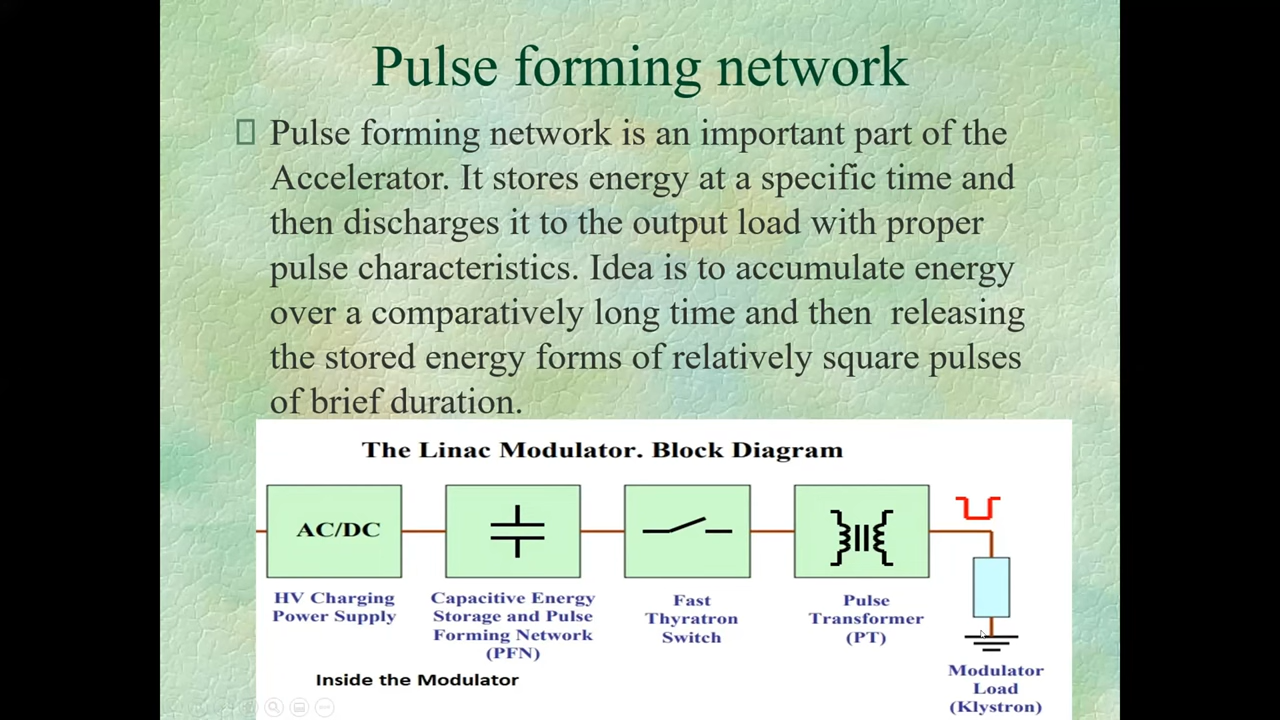 Pulse forming network
Pulse forming network is an important part of the
Accelerator. It stores energy at a specific time and
then discharges it to the output load with proper
pulse characteristics. Idea is to accumulate energy
over a comparatively long time and then  releasing
the stored energy forms of relatively square pulses
of brief duration.
The Linac Modulator. Block Diagram
AC/DC
HV Charging
Power Supply
Capacitive Energy
Storage and Pulse
Forming Network
(PFN)
Fast
Thyratron
Switch
Pulse
Transformer
(PT)
Modulator
Load
(Klystron)
Inside the Modulator